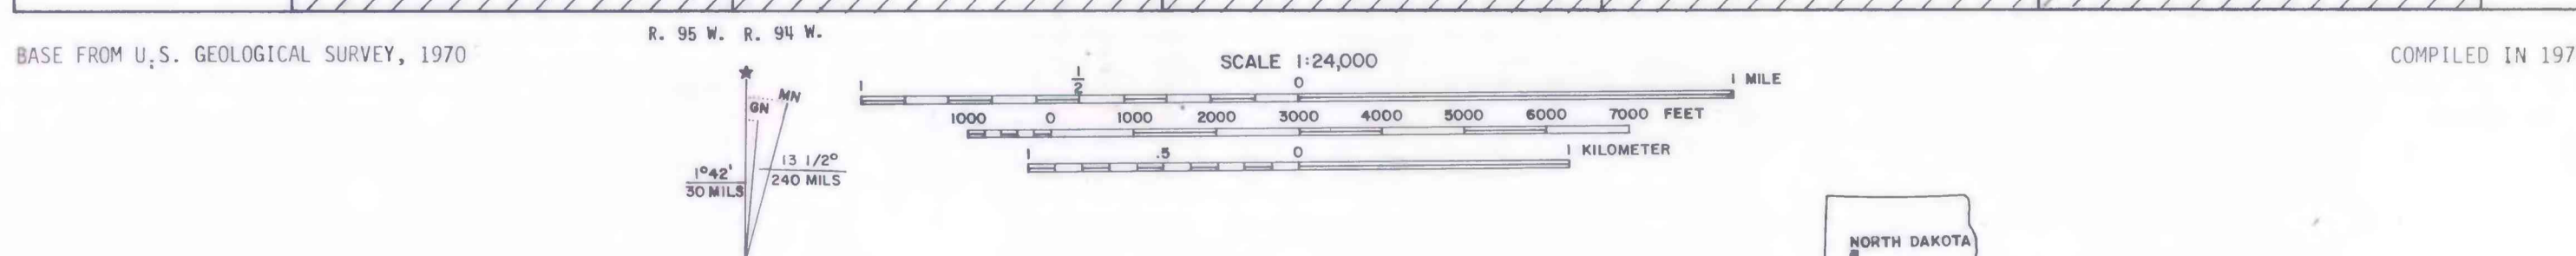 R. 95 W. R. 94 W.
BASE FROM U.S. GEOLOGICAL SURVEY, 1970
SCALE 1:24,000
COMPILED IN 197
1 1/2 0 1 MILE
GN MN
1000 0 1000 2000 3000 4000 5000 6000 7000 FEET
1 .5 0 1 KILOMETER
1°42'
30 MILS
13 1/2°
240 MILS
NORTH DAKOTA